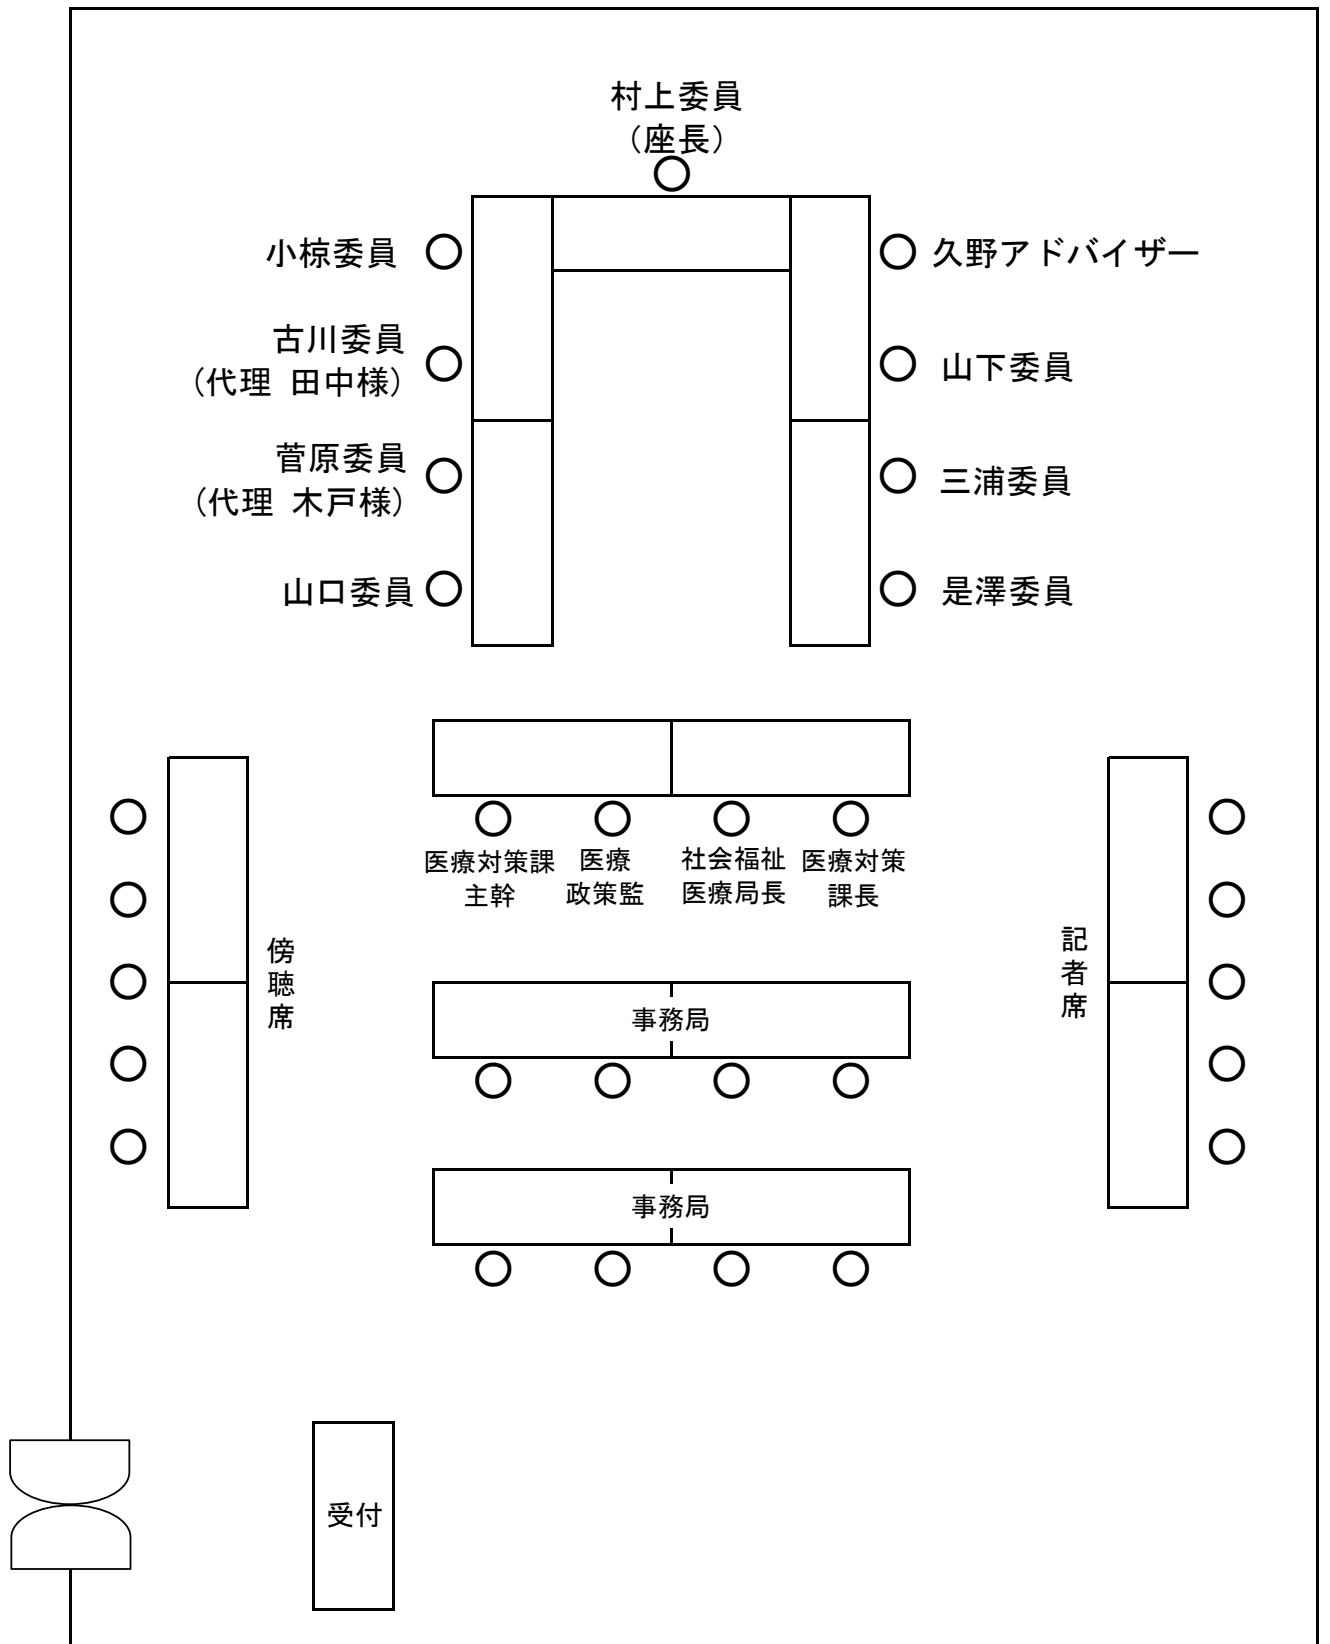 村上委員
（座長）
小椋委員
久野アドバイザー
古川委員
（代理 田中様）
山下委員
菅原委員
（代理 木戸様）
三浦委員
山口委員
是澤委員
医療対策課
主幹
医療
政策監
社会福祉
医療局長
医療対策
課長
傍聴席
記者席
事務局
事務局
受付